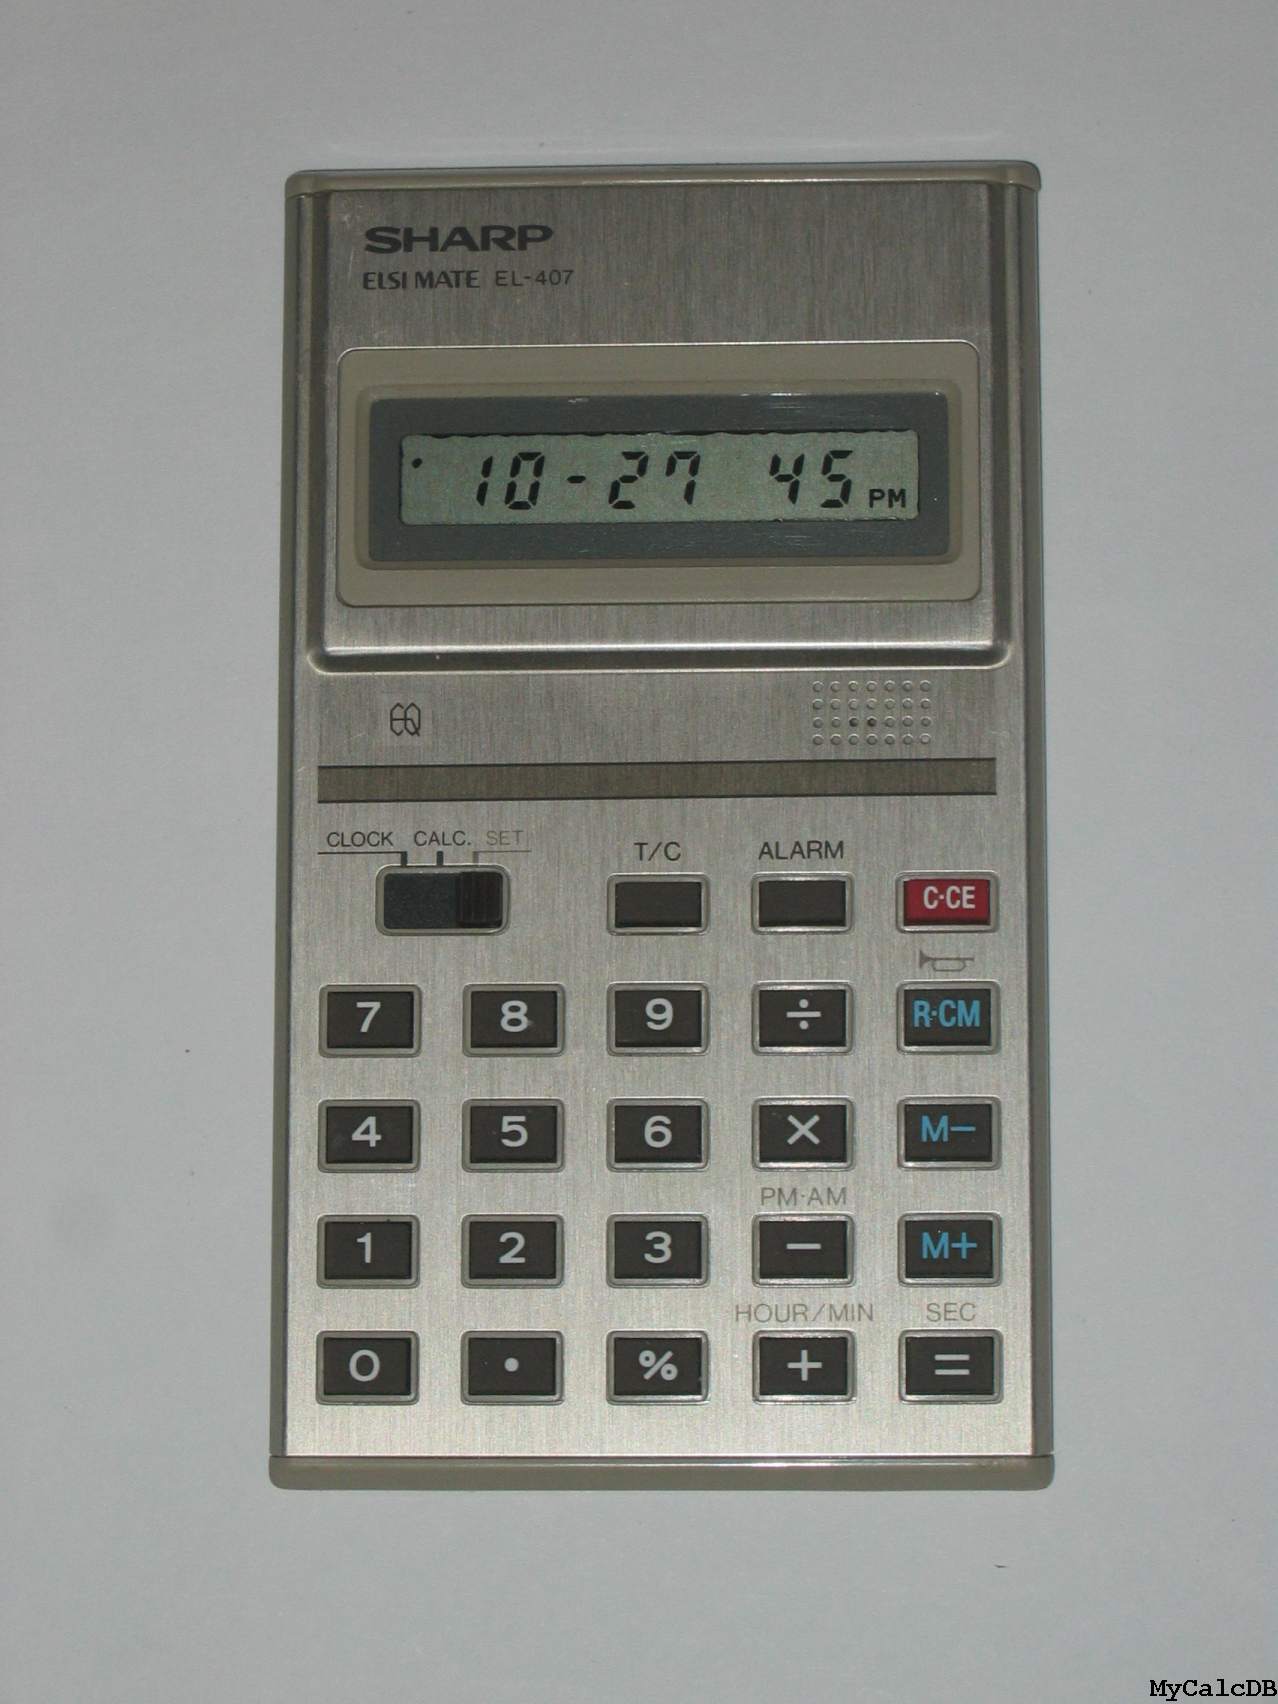 SHARP
ELSI MATE EL-407
10-27 45 PM
EQ
CLOCK CALC. SET
T/C ALARM
C·CE
7 8 9 ÷ R·CM
4 5 6 × M−
PM·AM
1 2 3 − M+
HOUR/MIN SEC
0 · % + =
MyCalcDB